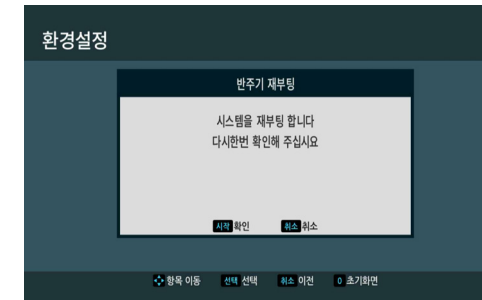 환경설정
반주기 재부팅
시스템을 재부팅 합니다
다시한번 확인해 주십시요
시작 확인 취소 취소
항목 이동 선택 선택 취소 이전 0 초기화면